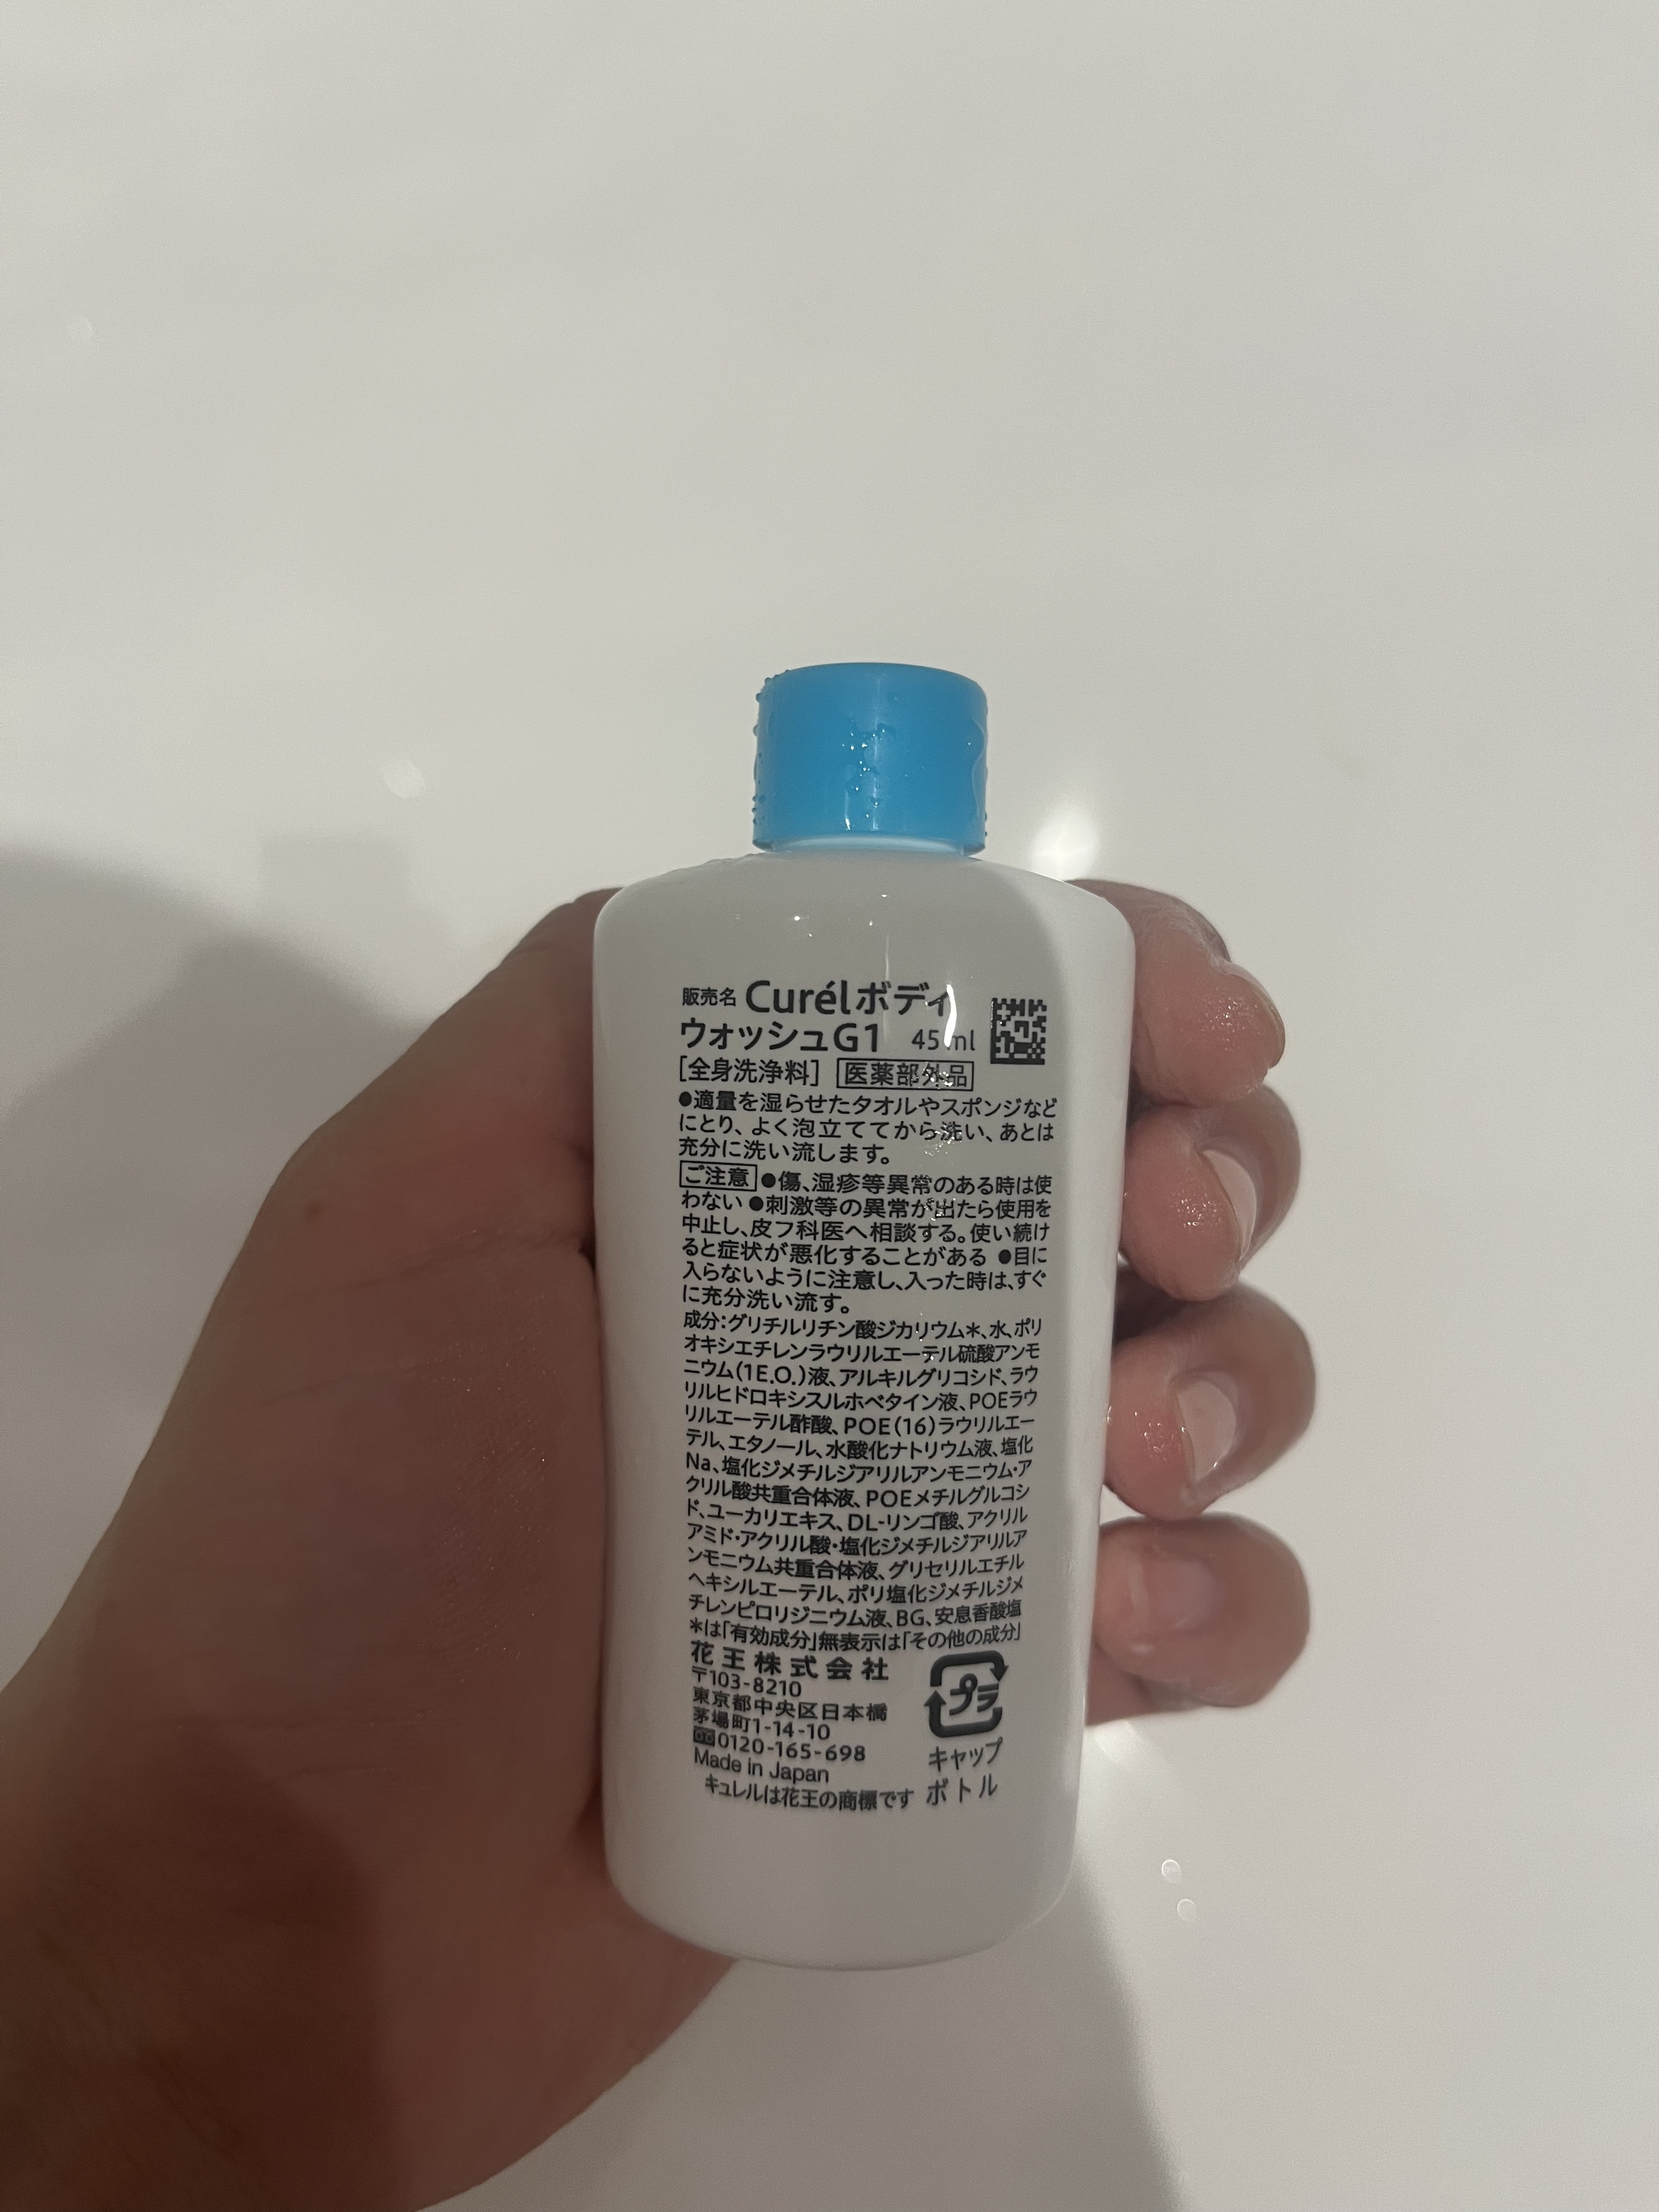 販売名 Curélボディ
ウォッシュG1 45ml
[全身洗浄料] 医薬部外品
●適量を湿らせたタオルやスポンジなど
にとり、よく泡立ててから洗い、あとは
充分に洗い流します。
ご注意 ●傷、湿疹等異常のある時は使
わない ●刺激等の異常が出たら使用を
中止し、皮フ科医へ相談する。使い続け
ると症状が悪化することがある ●目に
入らないように注意し、入った時は、すぐ
に充分洗い流す。
成分:グリチルリチン酸ジカリウム*、水、ポリ
オキシエチレンラウリルエーテル硫酸アンモ
ニウム(1E.O.)液、アルキルグリコシド、ラウ
リルヒドロキシスルホベタイン液、POEラウ
リルエーテル酢酸、POE(16)ラウリルエー
テル、エタノール、水酸化ナトリウム液、塩化
Na、塩化ジメチルジアリルアンモニウム・ア
クリル酸共重合体液、POEメチルグルコシ
ド、ユーカリエキス、DL-リンゴ酸、アクリル
アミド・アクリル酸・塩化ジメチルジアリルア
ンモニウム共重合体液、グリセリルエチル
ヘキシルエーテル、ポリ塩化ジメチルジメ
チレンピロリジニウム液、BG、安息香酸塩
*は「有効成分」無表示は「その他の成分」
花王株式会社
〒103-8210
東京都中央区日本橋
茅場町1-14-10
0120-165-698
Made in Japan
キュレルは花王の商標です
プラ
キャップ
ボトル